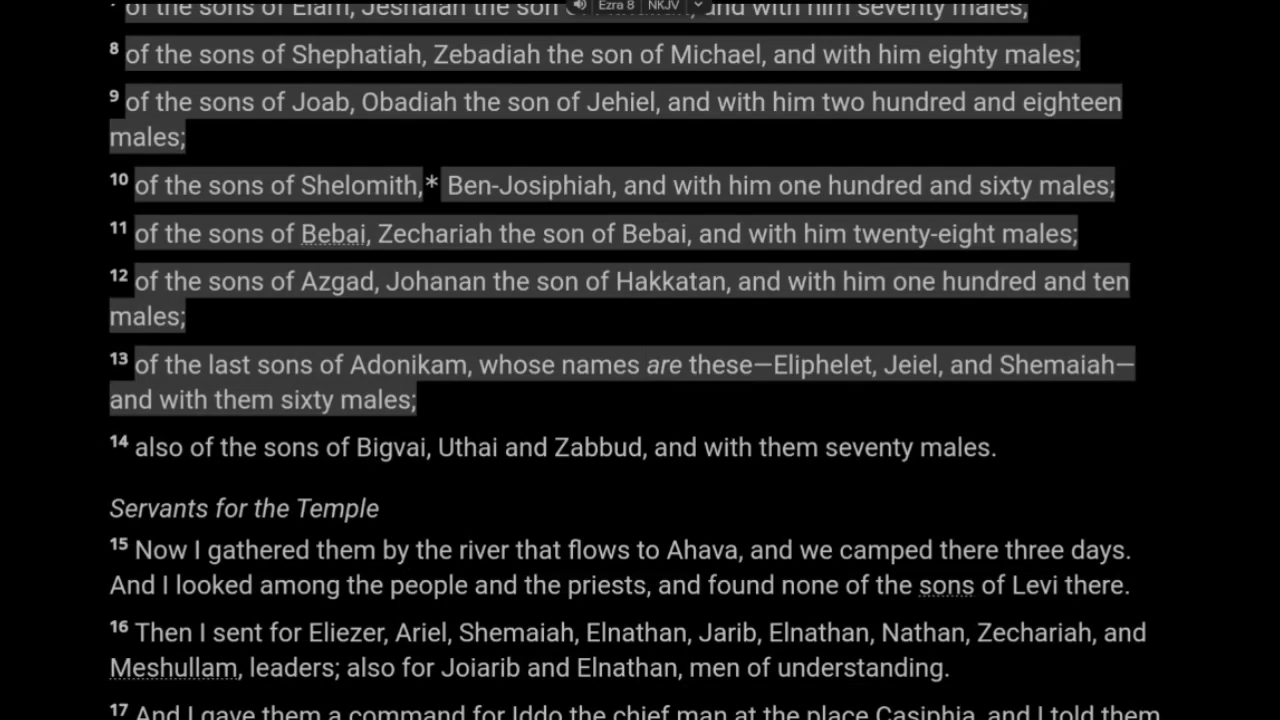 Ezra 8 NKJV
of the sons of Elam, Jeshaiah the son and with him seventy males;
8 of the sons of Shephatiah, Zebadiah the son of Michael, and with him eighty males;
9 of the sons of Joab, Obadiah the son of Jehiel, and with him two hundred and eighteen
males;
10 of the sons of Shelomith,* Ben-Josiphiah, and with him one hundred and sixty males;
11 of the sons of Bebai, Zechariah the son of Bebai, and with him twenty-eight males;
12 of the sons of Azgad, Johanan the son of Hakkatan, and with him one hundred and ten
males;
13 of the last sons of Adonikam, whose names are these—Eliphelet, Jeiel, and Shemaiah—
and with them sixty males;
14 also of the sons of Bigvai, Uthai and Zabbud, and with them seventy males.
Servants for the Temple
15 Now I gathered them by the river that flows to Ahava, and we camped there three days.
And I looked among the people and the priests, and found none of the sons of Levi there.
16 Then I sent for Eliezer, Ariel, Shemaiah, Elnathan, Jarib, Elnathan, Nathan, Zechariah, and
Meshullam, leaders; also for Joiarib and Elnathan, men of understanding.
17 And I gave them a command for Iddo the chief man at the place Casiphia, and I told them